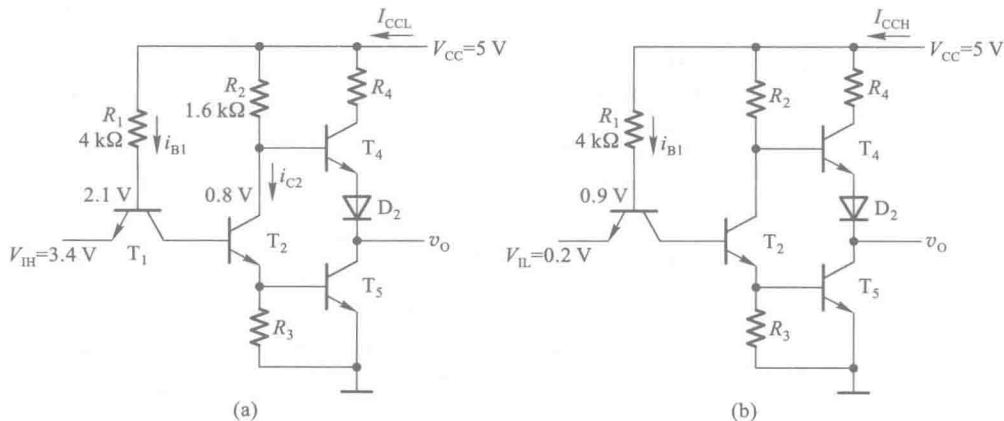 I_CCL
V_CC=5 V
R_2
1.6 kΩ
R_4
R_1
4 kΩ
i_B1
T_4
i_C2
2.1 V
0.8 V
D_2
V_IH=3.4 V
T_1
T_2
v_O
T_5
R_3
(a)
I_CCH
V_CC=5 V
R_2
R_4
R_1
4 kΩ
i_B1
T_4
0.9 V
D_2
V_IL=0.2 V
T_2
v_O
T_5
R_3
(b)